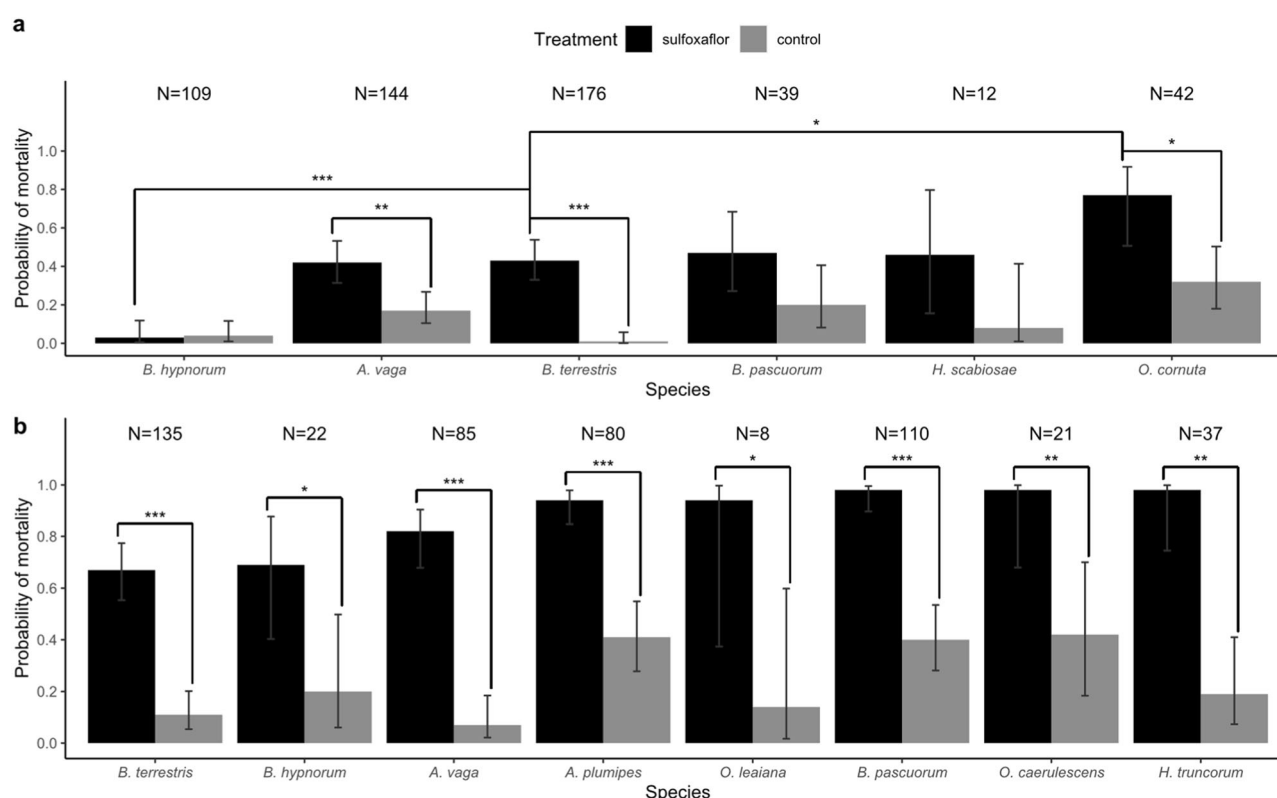 a
Treatment sulfoxaflor control
N=109 N=144 N=176 N=39 N=12 N=42
*
*
***
**
***
Probability of mortality
1.0
0.8
0.6
0.4
0.2
0.0
B. hypnorum A. vaga B. terrestris B. pascuorum H. scabiosae O. cornuta
Species
b
N=135 N=22 N=85 N=80 N=8 N=110 N=21 N=37
*** * *** *** * *** ** **
Probability of mortality
1.0
0.8
0.6
0.4
0.2
0.0
B. terrestris B. hypnorum A. vaga A. plumipes O. leaiana B. pascuorum O. caerulescens H. truncorum
Species